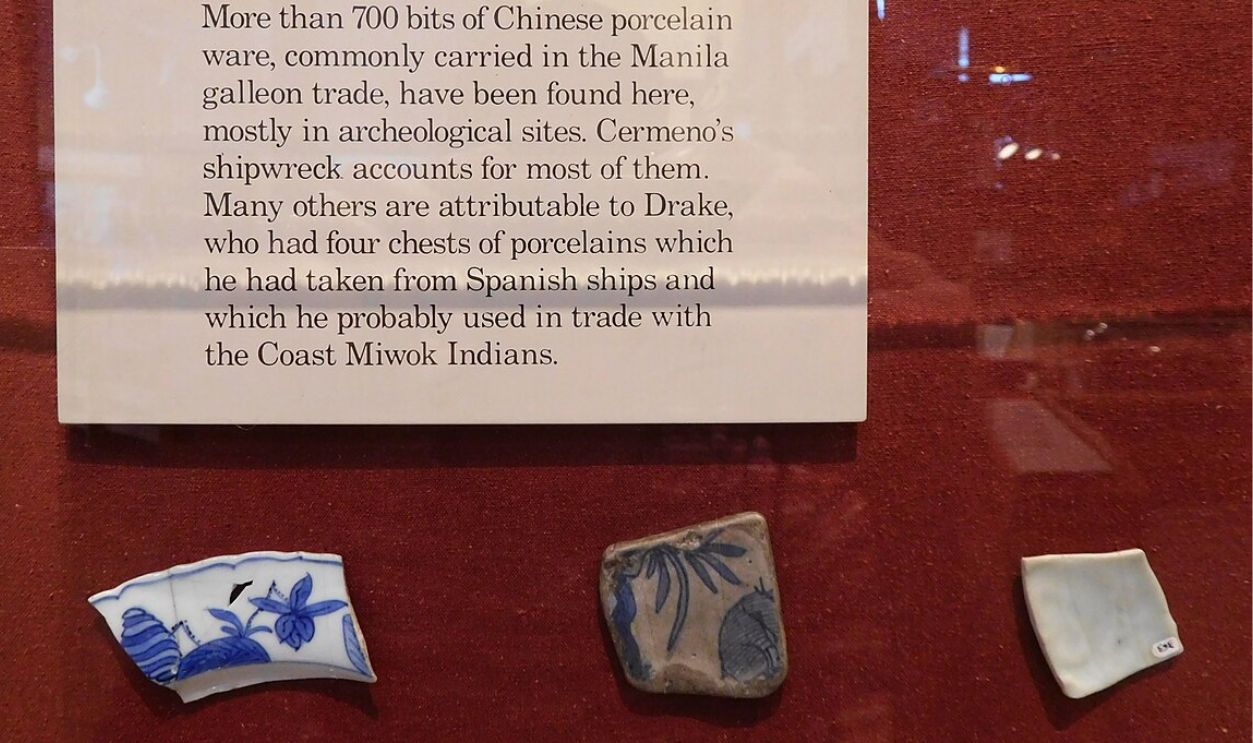 More than 700 bits of Chinese porcelain
ware, commonly carried in the Manila
galleon trade, have been found here,
mostly in archeological sites. Cermeno's
shipwreck accounts for most of them.
Many others are attributable to Drake,
who had four chests of porcelains which
he had taken from Spanish ships and
which he probably used in trade with
the Coast Miwok Indians.